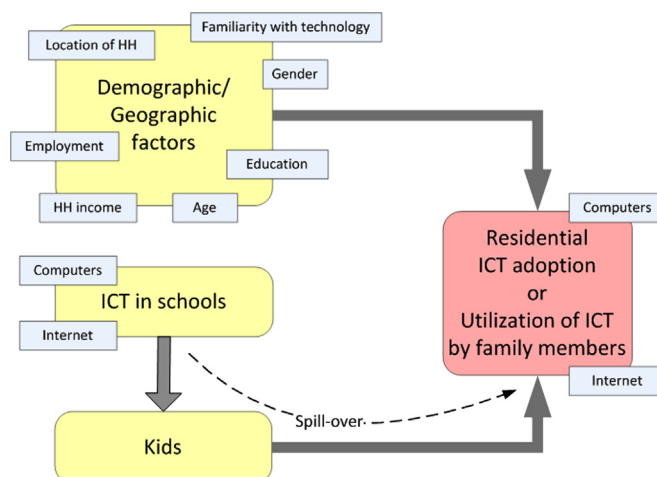 Familiarity with technology
Location of HH
Gender
Demographic/
Geographic
factors
Employment
Education
HH income
Age
Computers
Residential
ICT adoption
or
Utilization of ICT
by family members
Internet
Computers
ICT in schools
Internet
Spill-over
Kids